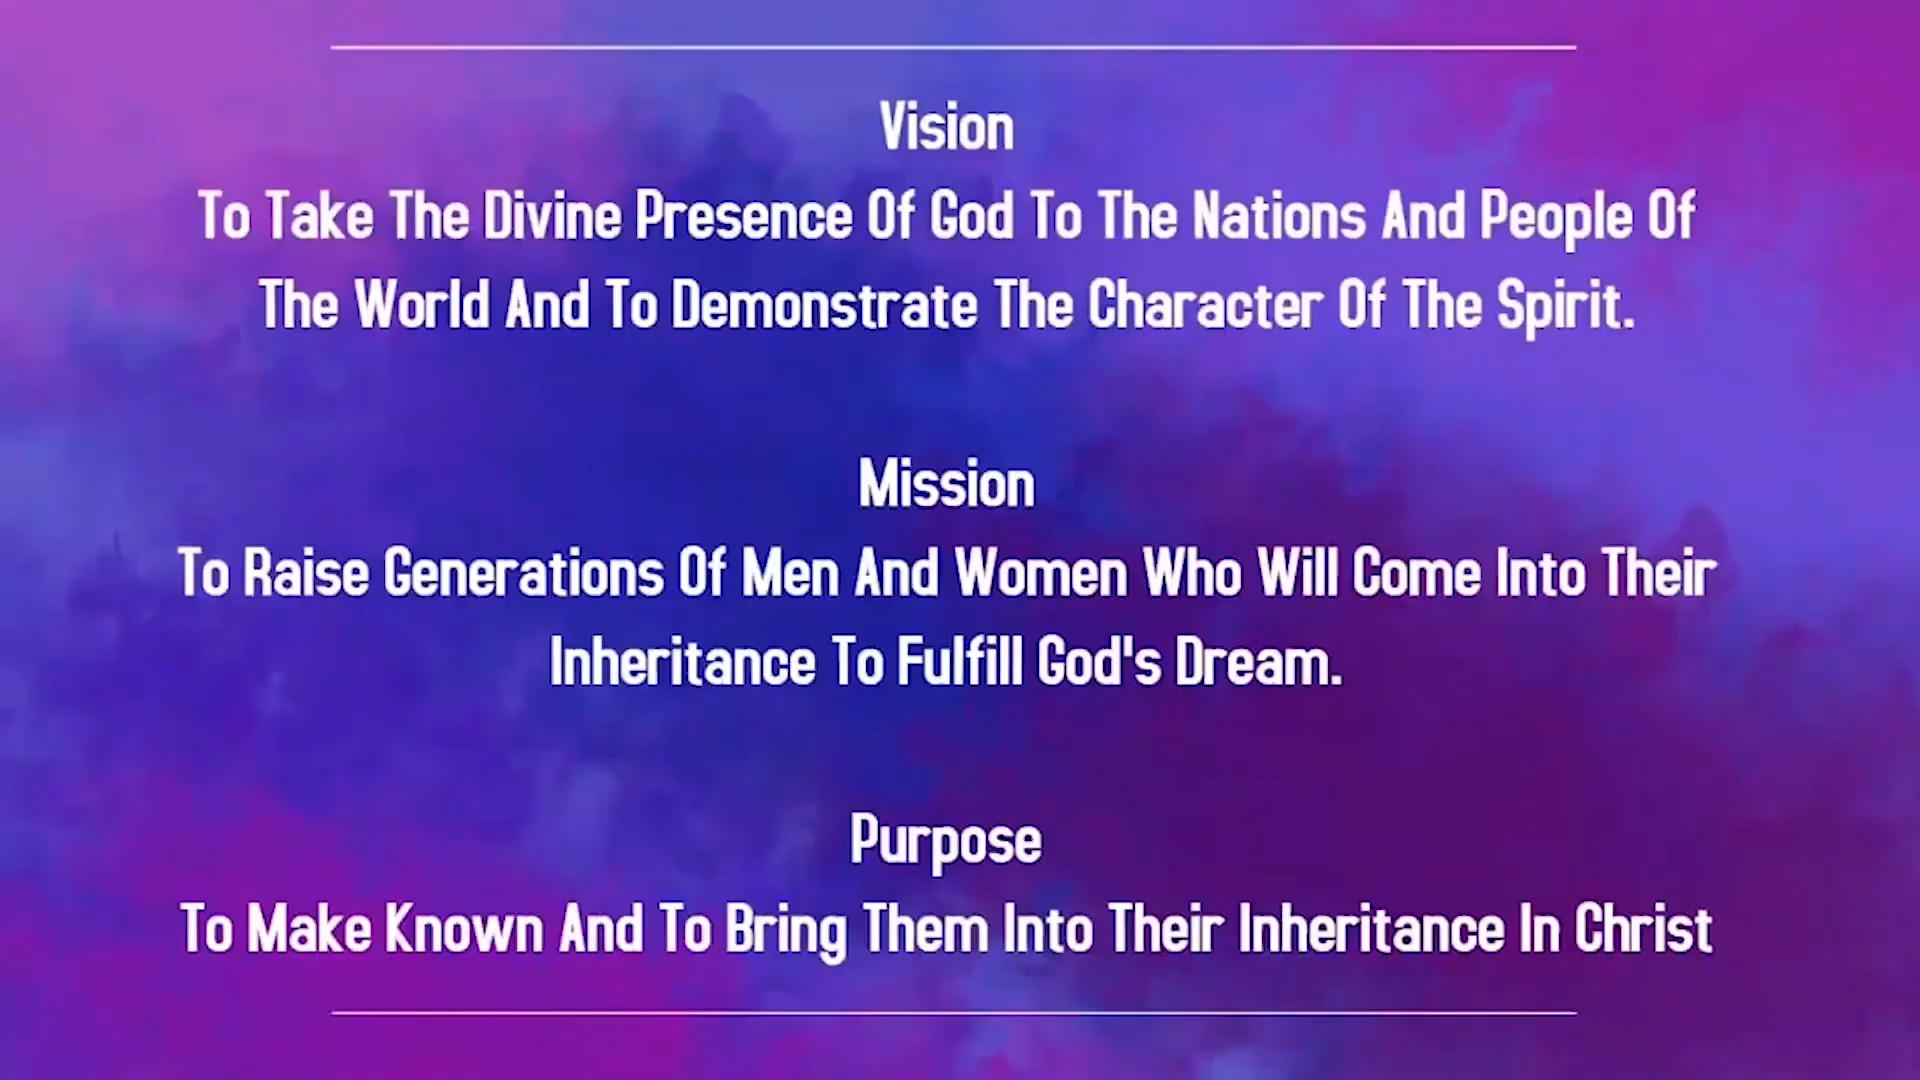 Vision
To Take The Divine Presence Of God To The Nations And People Of
The World And To Demonstrate The Character Of The Spirit.
Mission
To Raise Generations Of Men And Women Who Will Come Into Their
Inheritance To Fulfill God's Dream.
Purpose
To Make Known And To Bring Them Into Their Inheritance In Christ